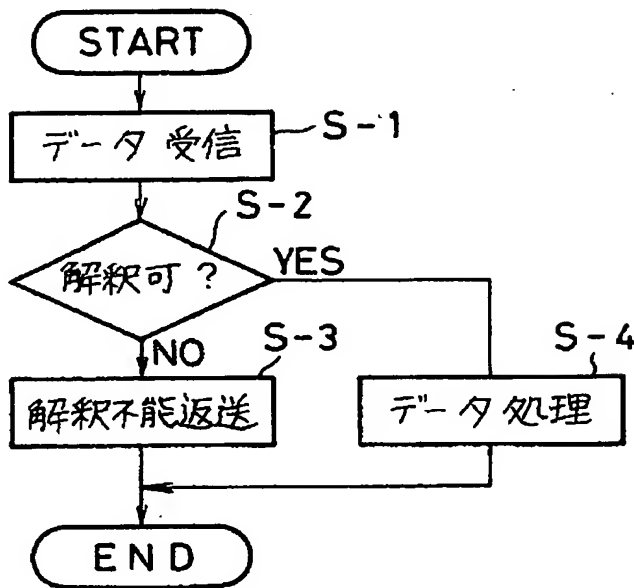 START
データ受信
S-1
S-2
解釈可?
YES
NO
S-3
S-4
解釈不能返送
データ処理
END